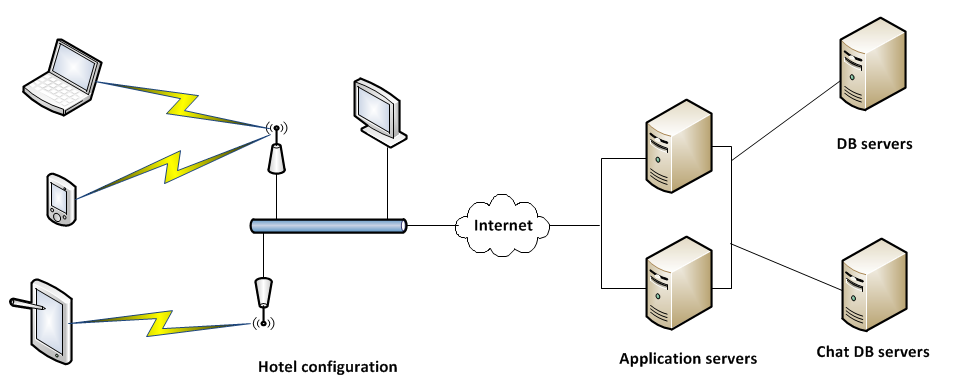 Internet
DB servers
Hotel configuration
Application servers
Chat DB servers